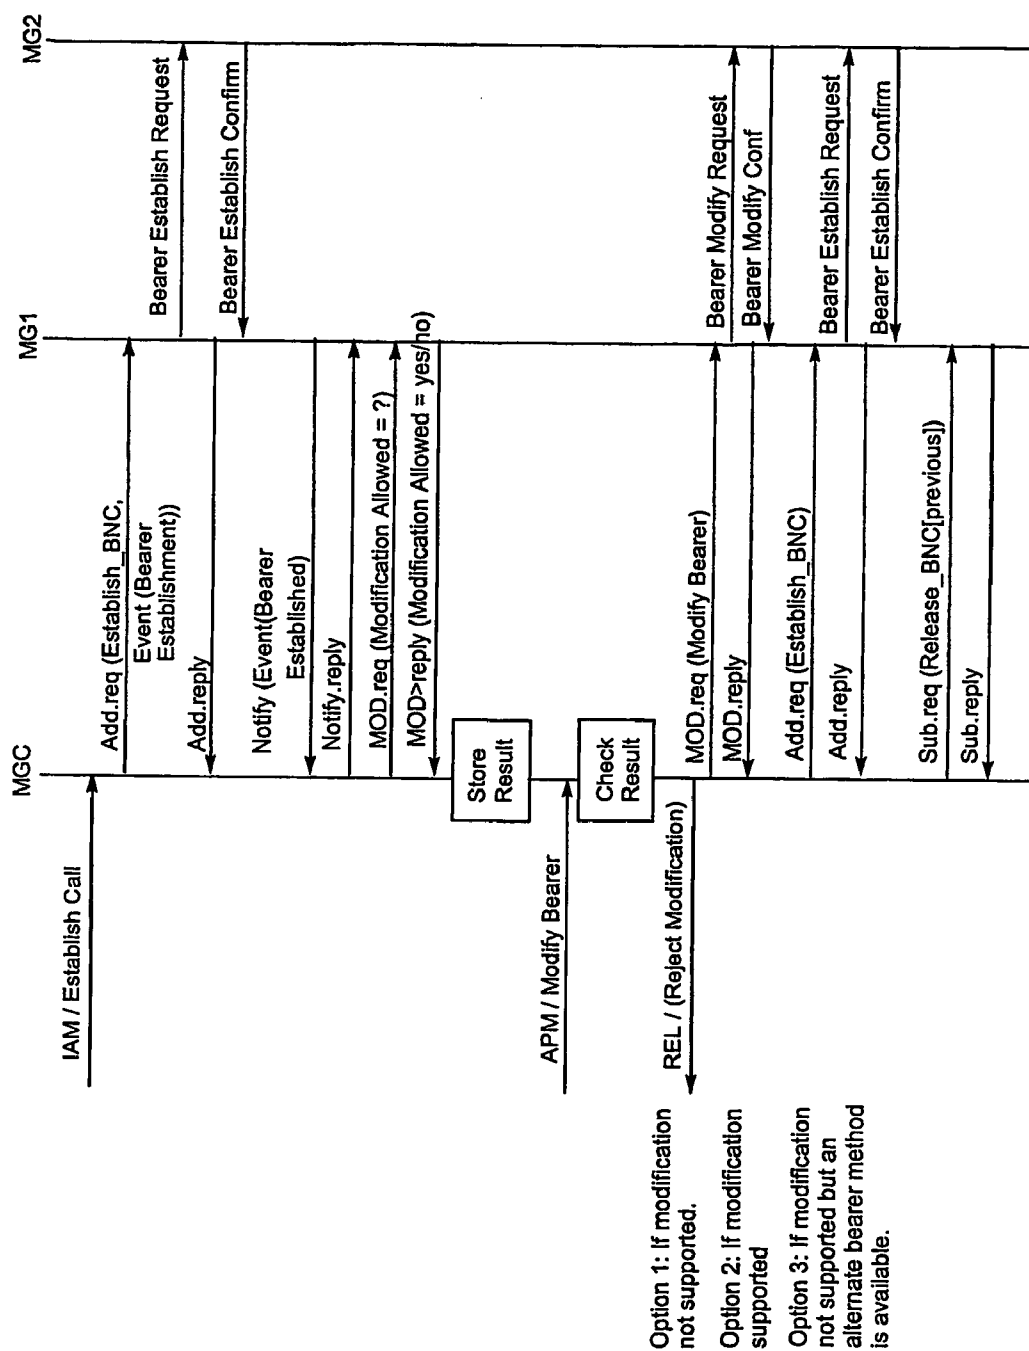 MGC
MG1
MG2
IAM / Establish Call
Add.req (Establish_BNC,
Event (Bearer
Establishment))
Bearer Establish Request
Add.reply
Bearer Establish Confirm
Notify (Event(Bearer
Established)
Notify.reply
MOD.req (Modification Allowed = ?)
MOD>reply (Modification Allowed = yes/no)
Store
Result
APM / Modify Bearer
Check
Result
Option 1: If modification
not supported.
REL / (Reject Modification)
Option 2: If modification
supported
MOD.req (Modify Bearer)
Bearer Modify Request
MOD.reply
Bearer Modify Conf
Option 3: If modification
not supported but an
alternate bearer method
is available.
Add.req (Establish_BNC)
Bearer Establish Request
Add.reply
Bearer Establish Confirm
Sub.req (Release_BNC[previous])
Sub.reply